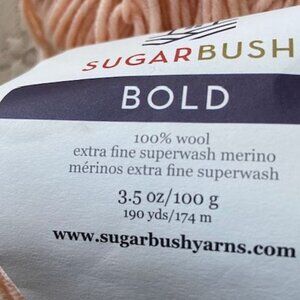 SUGARBUSH
BOLD
100% wool
extra fine superwash merino
mérinos extra fine superwash
3.5 oz/100 g
190 yds/174 m
www.sugarbushyarns.com